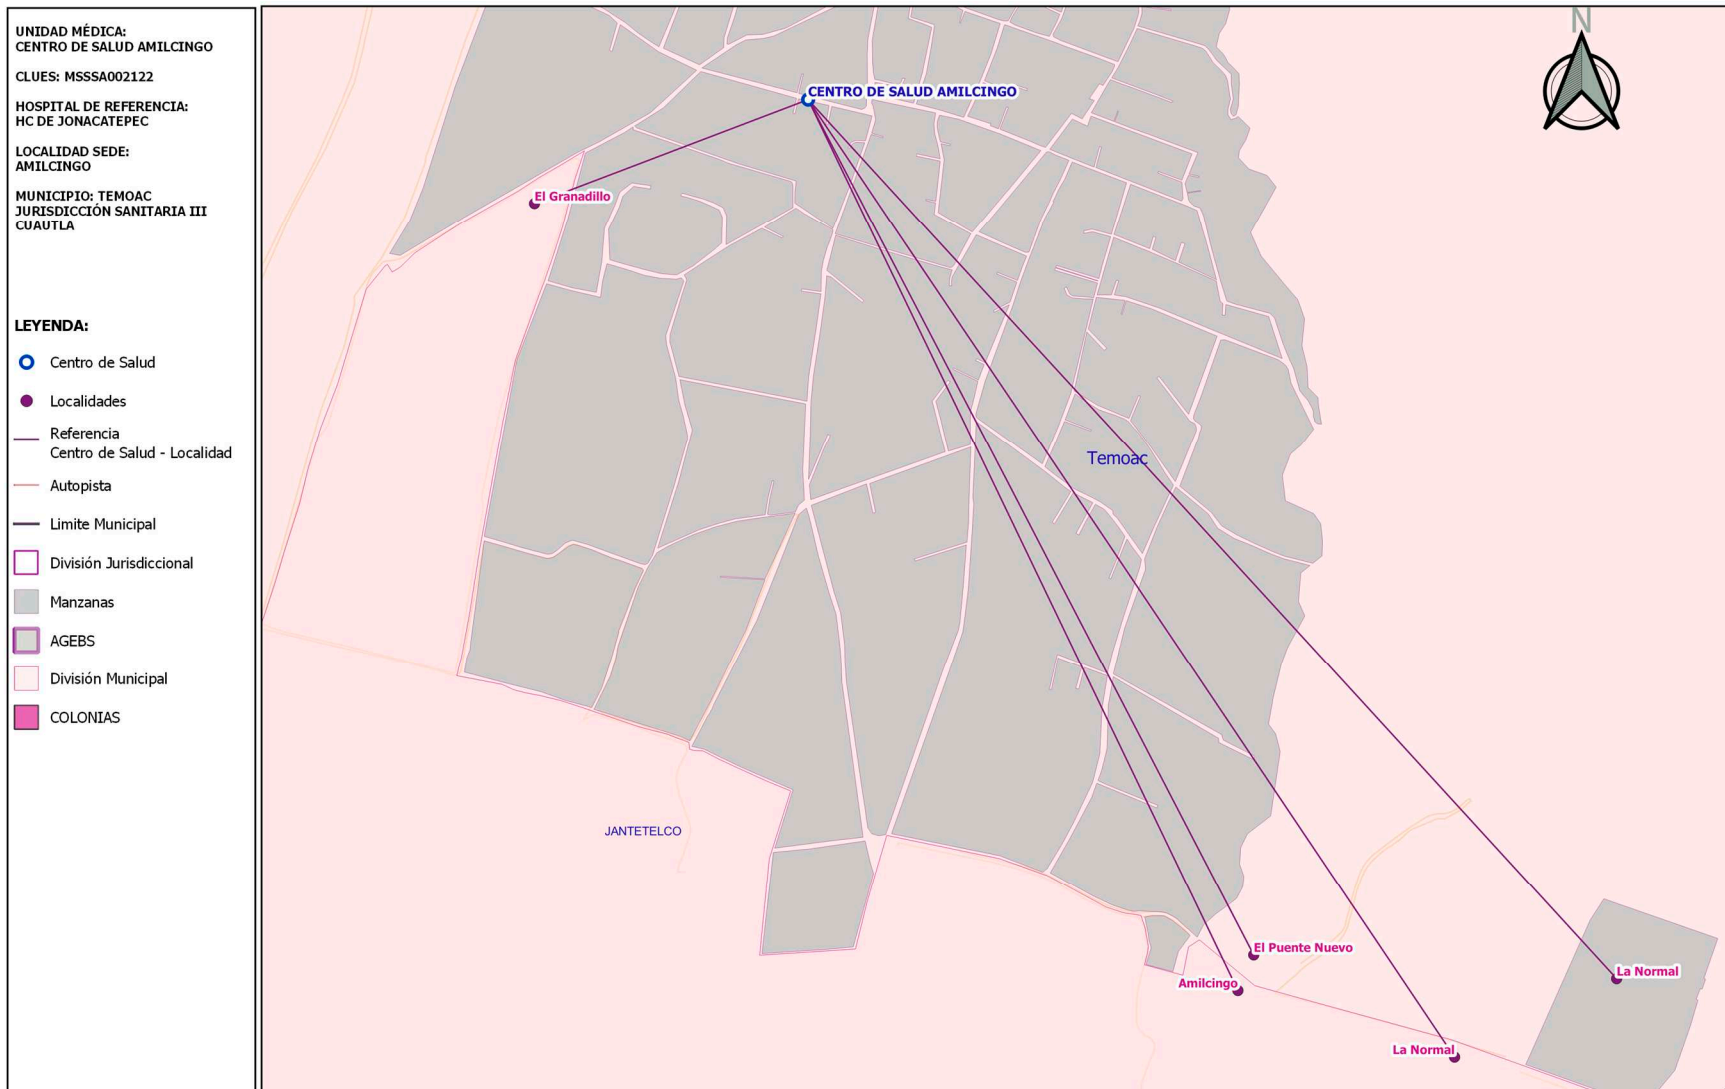 UNIDAD MÉDICA:
CENTRO DE SALUD AMILCINGO
CLUES: MSSSA002122
HOSPITAL DE REFERENCIA:
HC DE JONACATEPEC
LOCALIDAD SEDE:
AMILCINGO
MUNICIPIO: TEMOAC
JURISDICCIÓN SANITARIA III
CUAUTLA
LEYENDA:
Centro de Salud
Localidades
Referencia
Centro de Salud - Localidad
Autopista
Limite Municipal
División Jurisdiccional
Manzanas
AGEBS
División Municipal
COLONIAS
N
CENTRO DE SALUD AMILCINGO
El Granadillo
Temoac
JANTETELCO
El Puente Nuevo
La Normal
Amilcingo
La Normal